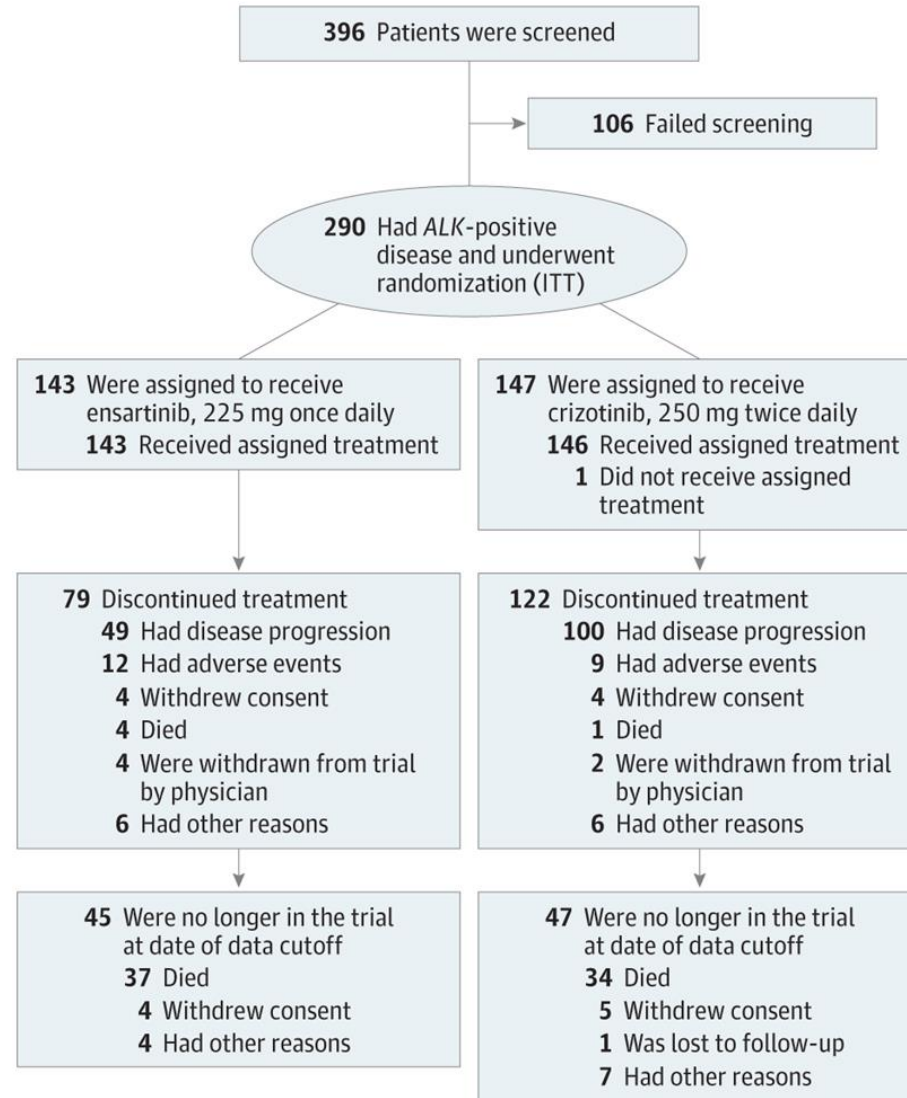 396 Patients were screened
106 Failed screening
290 Had ALK-positive
disease and underwent
randomization (ITT)
143 Were assigned to receive
ensartinib, 225 mg once daily
143 Received assigned treatment
147 Were assigned to receive
crizotinib, 250 mg twice daily
146 Received assigned treatment
1 Did not receive assigned
treatment
79 Discontinued treatment
49 Had disease progression
12 Had adverse events
4 Withdrew consent
4 Died
4 Were withdrawn from trial
by physician
6 Had other reasons
122 Discontinued treatment
100 Had disease progression
9 Had adverse events
4 Withdrew consent
1 Died
2 Were withdrawn from trial
by physician
6 Had other reasons
45 Were no longer in the trial
at date of data cutoff
37 Died
4 Withdrew consent
4 Had other reasons
47 Were no longer in the trial
at date of data cutoff
34 Died
5 Withdrew consent
1 Was lost to follow-up
7 Had other reasons